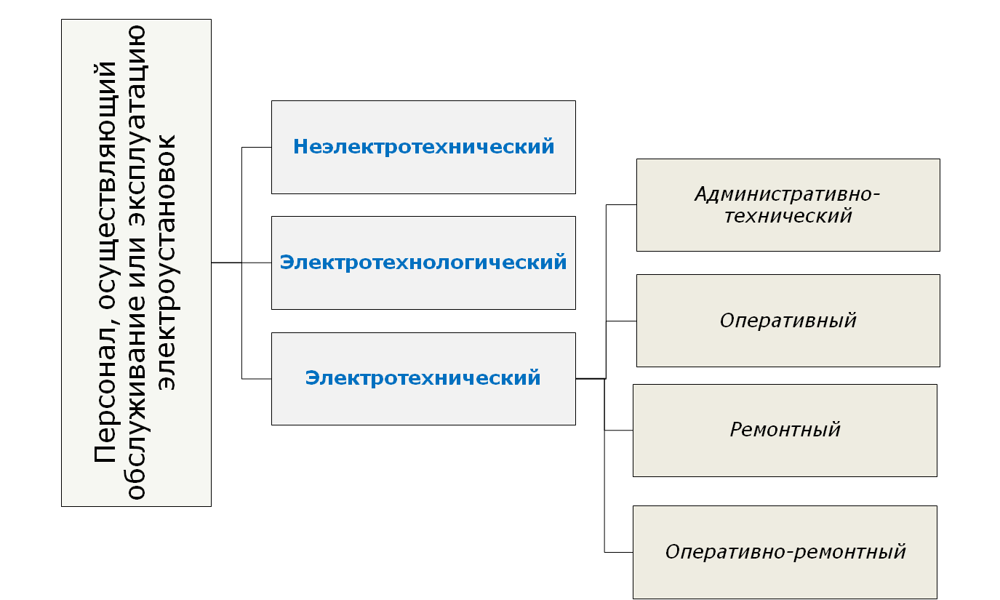 Персонал, осуществляющий
обслуживание или эксплуатацию
электроустановок
Неэлектротехнический
Электротехнологический
Электротехнический
Административно-
технический
Оперативный
Ремонтный
Оперативно-ремонтный